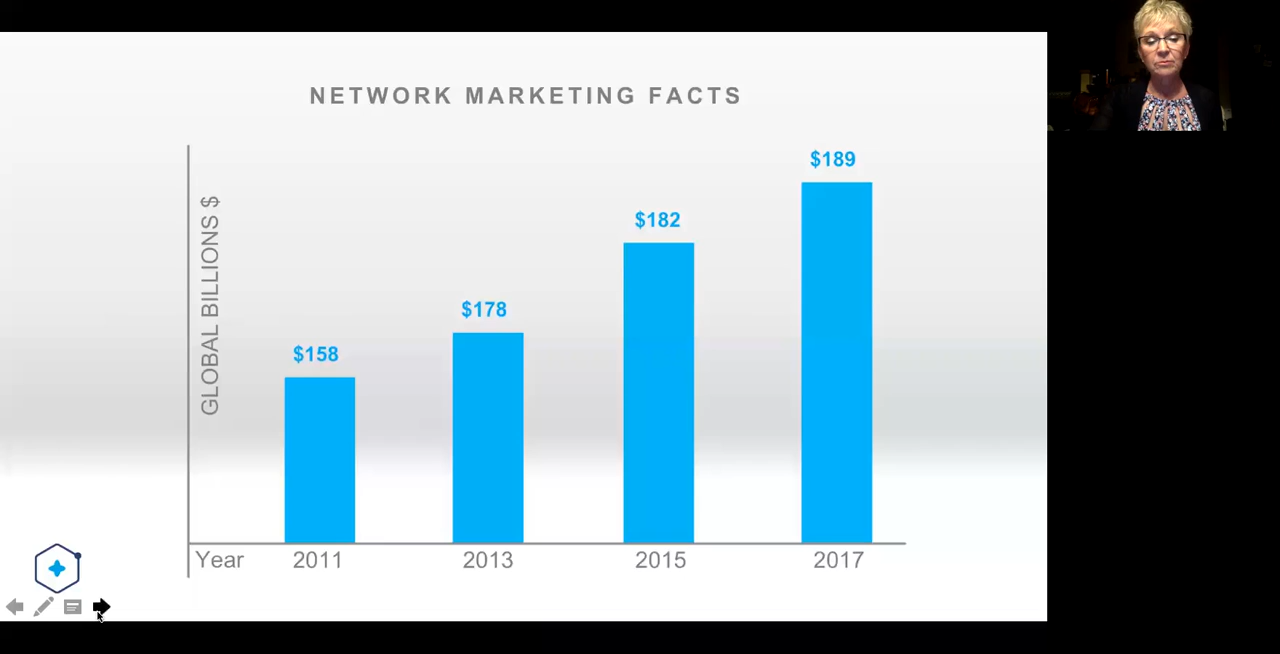 NETWORK MARKETING FACTS
GLOBAL BILLIONS $
$158
$178
$182
$189
Year
2011
2013
2015
2017